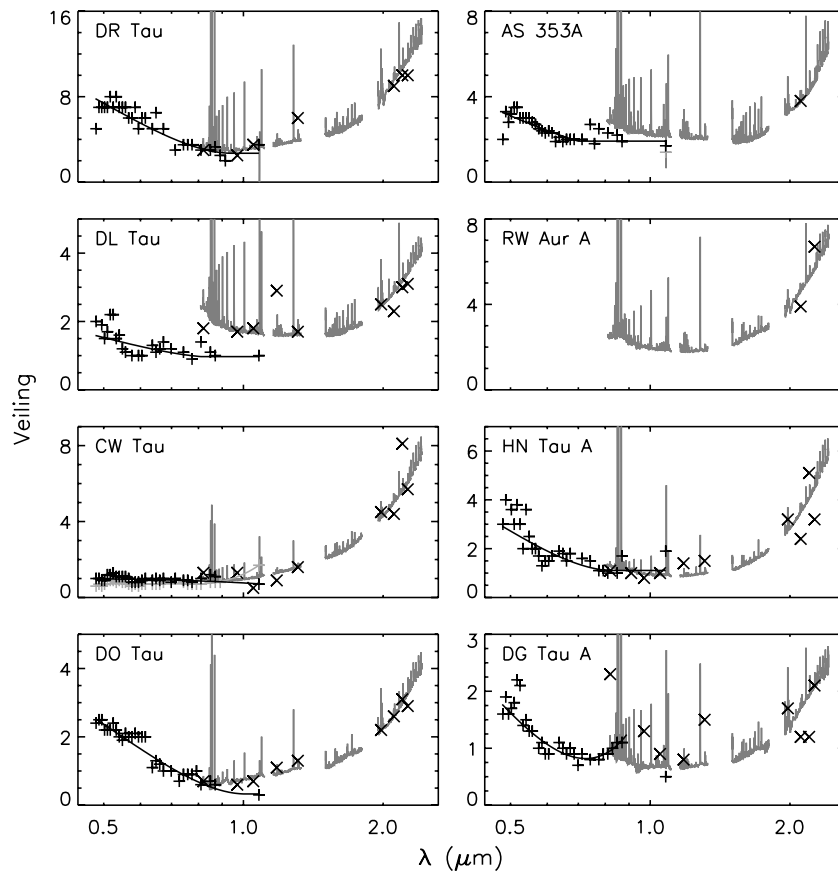 DR Tau
16
8
0
AS 353A
8
4
0
DL Tau
4
2
0
RW Aur A
8
4
0
Veiling
CW Tau
8
4
0
HN Tau A
6
4
2
0
DO Tau
4
2
0
DG Tau A
3
2
1
0
0.5 1.0 2.0
0.5 1.0 2.0
λ (μm)